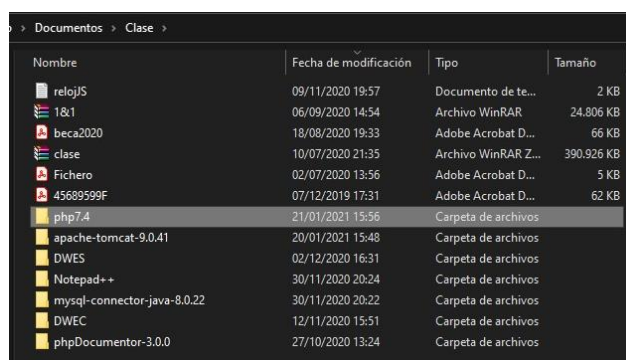 > Documentos > Clase >
Nombre Fecha de modificación Tipo Tamaño
relojJS 09/11/2020 19:57 Documento de te... 2 KB
1&1 06/09/2020 14:54 Archivo WinRAR 24.806 KB
beca2020 18/08/2020 19:33 Adobe Acrobat D... 66 KB
clase 10/07/2020 21:35 Archivo WinRAR Z... 390.926 KB
Fichero 02/07/2020 13:56 Adobe Acrobat D... 5 KB
45689599F 07/12/2019 17:31 Adobe Acrobat D... 62 KB
php7.4 21/01/2021 15:56 Carpeta de archivos
apache-tomcat-9.0.41 20/01/2021 15:48 Carpeta de archivos
DWES 02/12/2020 16:31 Carpeta de archivos
Notepad++ 30/11/2020 20:24 Carpeta de archivos
mysql-connector-java-8.0.22 30/11/2020 20:22 Carpeta de archivos
DWEC 12/11/2020 15:51 Carpeta de archivos
phpDocumentor-3.0.0 27/10/2020 13:24 Carpeta de archivos